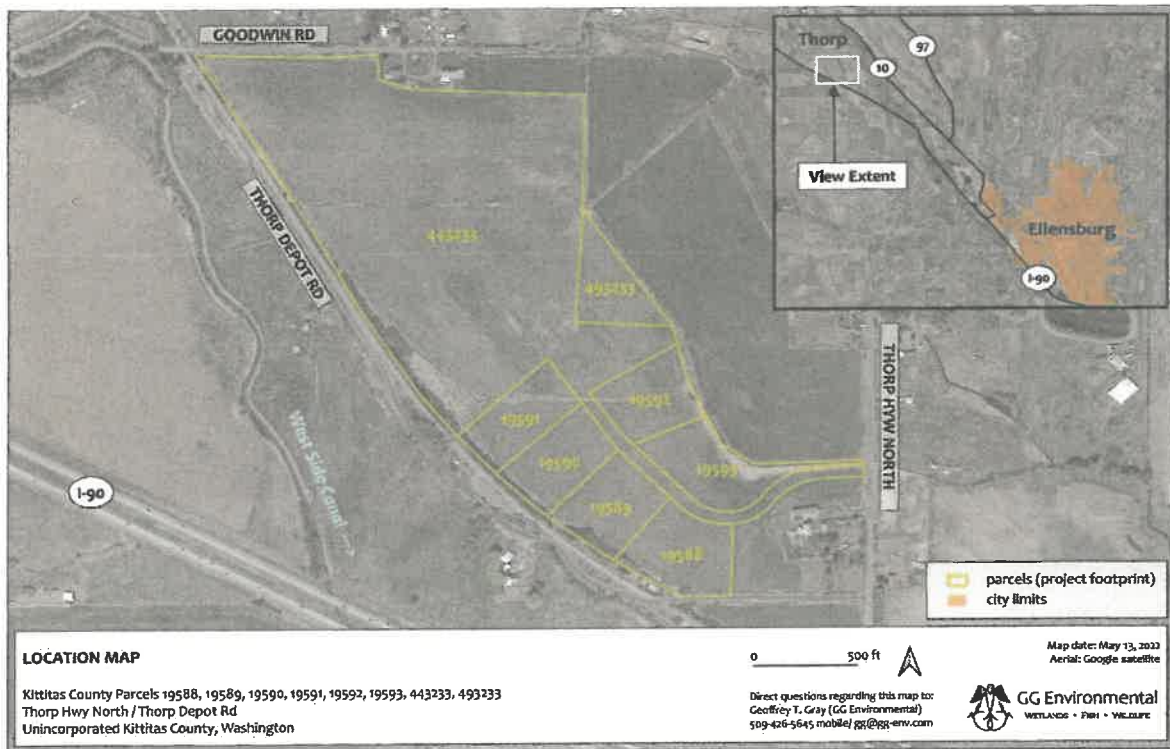 GOODWIN RD
THORP DEPOT RD
443233
493233
19591
19592
19590
19593
19589
19588
THORP HYW NORTH
West Side Canal
I-90
Thorp
97
10
View Extent
Ellensburg
I-90
parcels (project footprint)
city limits
LOCATION MAP
Kittitas County Parcels 19588, 19589, 19590, 19591, 19592, 19593, 443233, 493233
Thorp Hwy North / Thorp Depot Rd
Unincorporated Kittitas County, Washington
0 500 ft
Direct questions regarding this map to:
Geoffrey T. Gray (GG Environmental)
509-426-5645 mobile/ gg@gg-env.com
Map date: May 13, 2022
Aerial: Google satellite
GG Environmental
WETLANDS • FISH • WILDLIFE